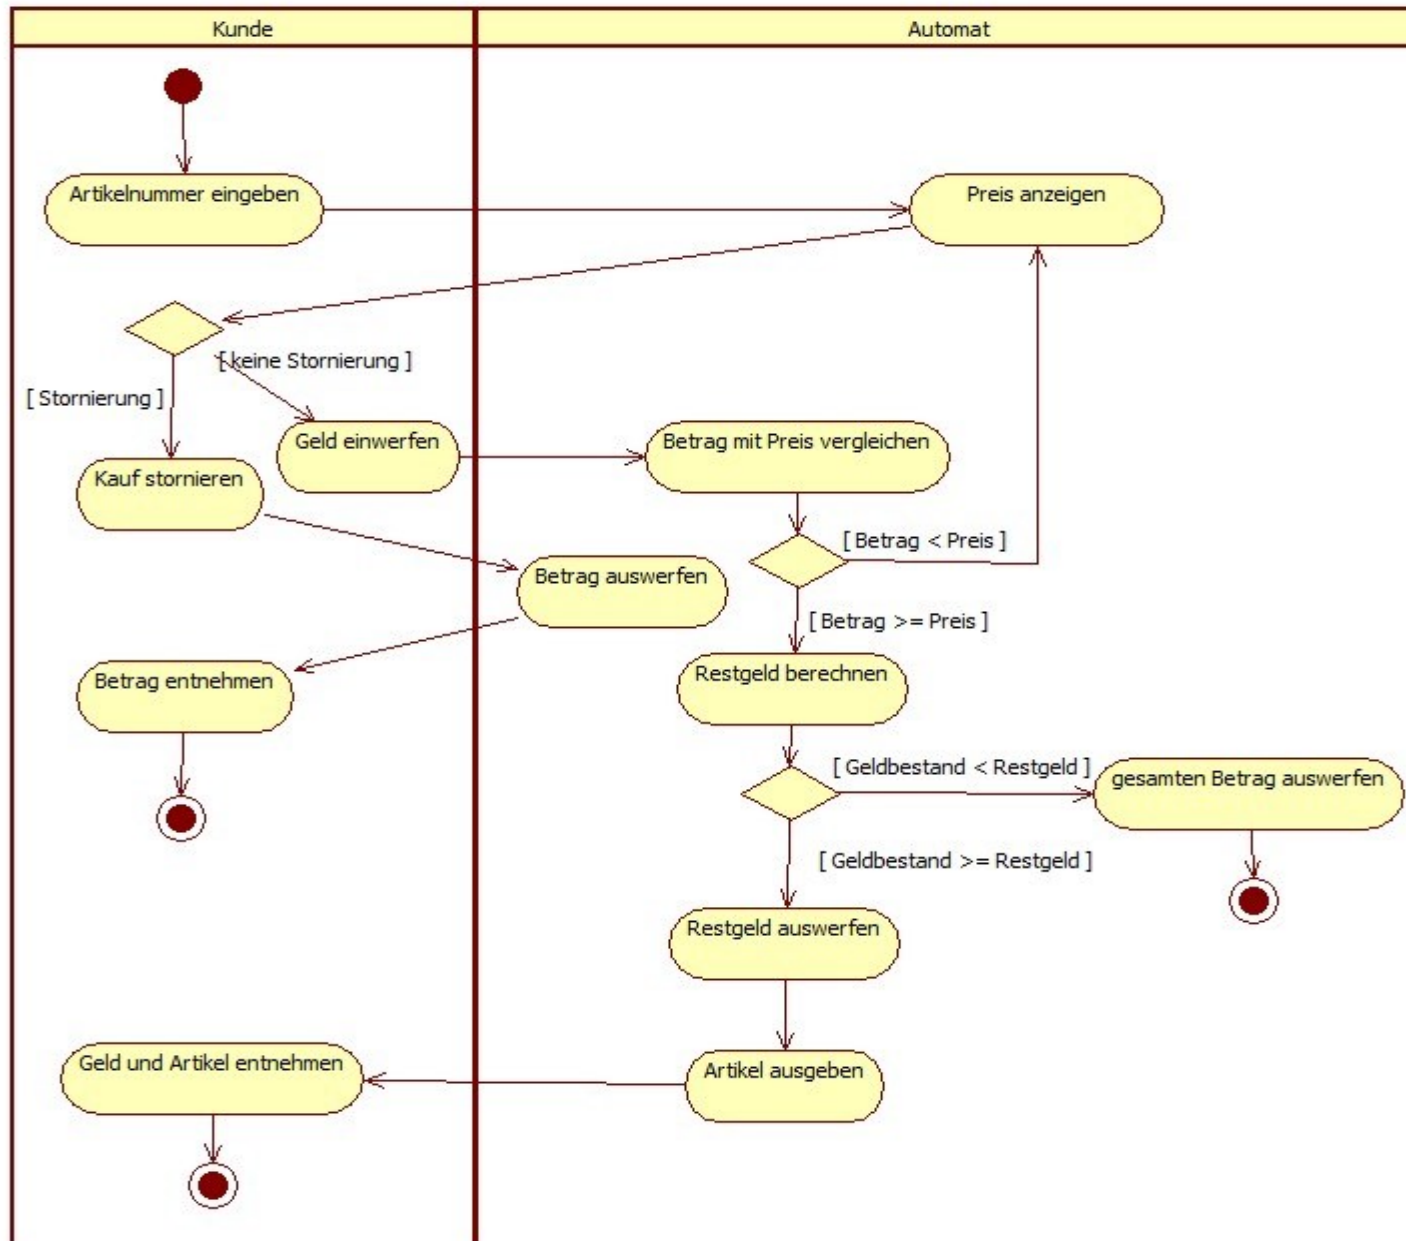 Kunde
Automat
Artikelnummer eingeben
Preis anzeigen
[ keine Stornierung ]
[ Stornierung ]
Geld einwerfen
Betrag mit Preis vergleichen
Kauf stornieren
[ Betrag < Preis ]
Betrag auswerfen
[ Betrag >= Preis ]
Betrag entnehmen
Restgeld berechnen
[ Geldbestand < Restgeld ]
gesamten Betrag auswerfen
[ Geldbestand >= Restgeld ]
Restgeld auswerfen
Geld und Artikel entnehmen
Artikel ausgeben